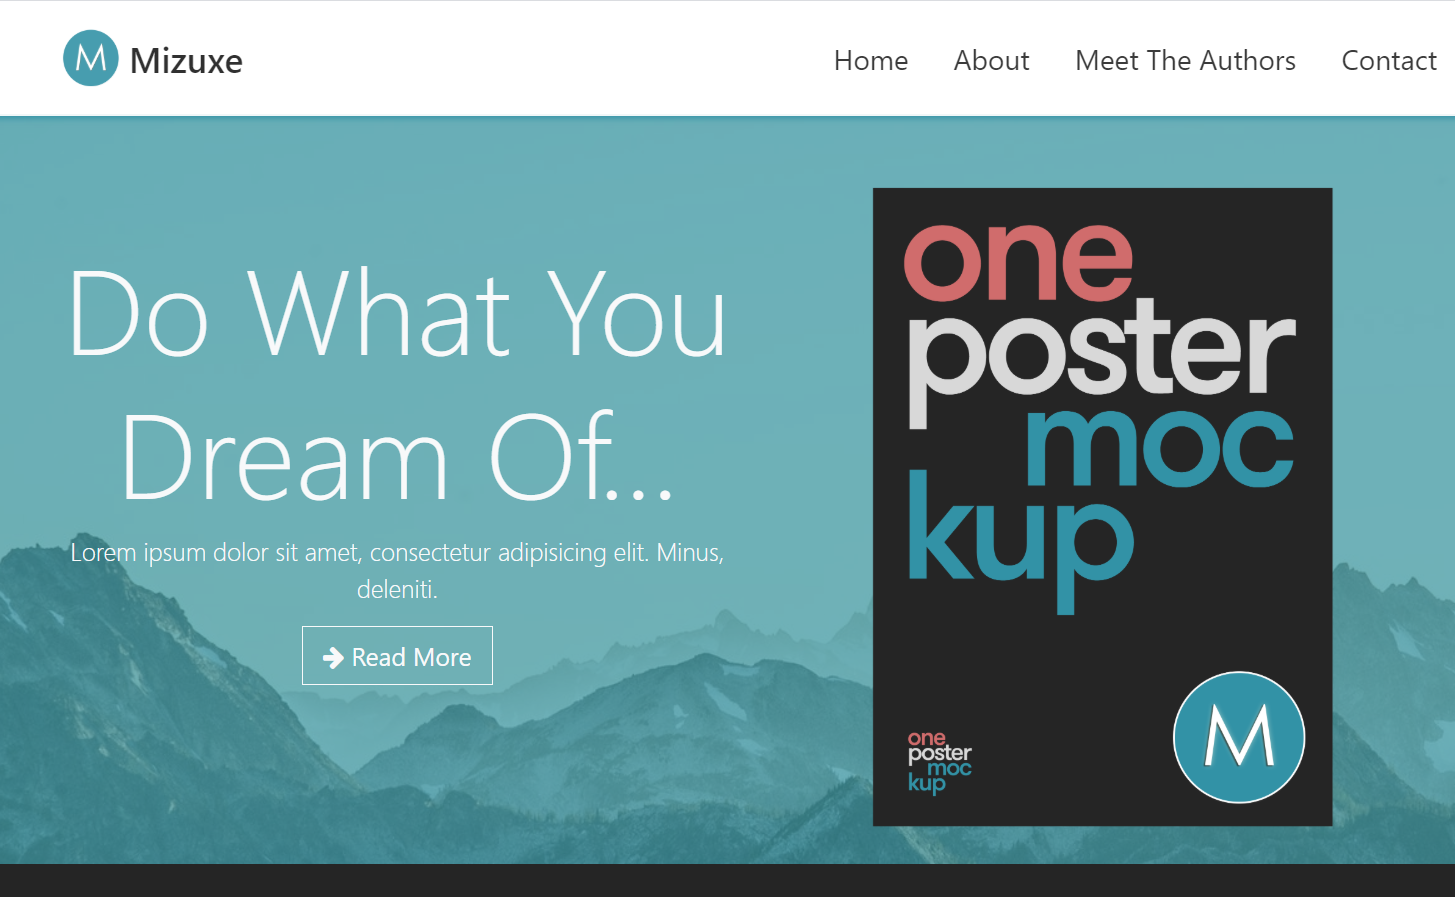 M Mizuxe
Home About Meet The Authors Contact
Do What You
Dream Of...
Lorem ipsum dolor sit amet, consectetur adipisicing elit. Minus,
deleniti.
Read More
one
poster
moc
kup
one
poster
moc
kup
M